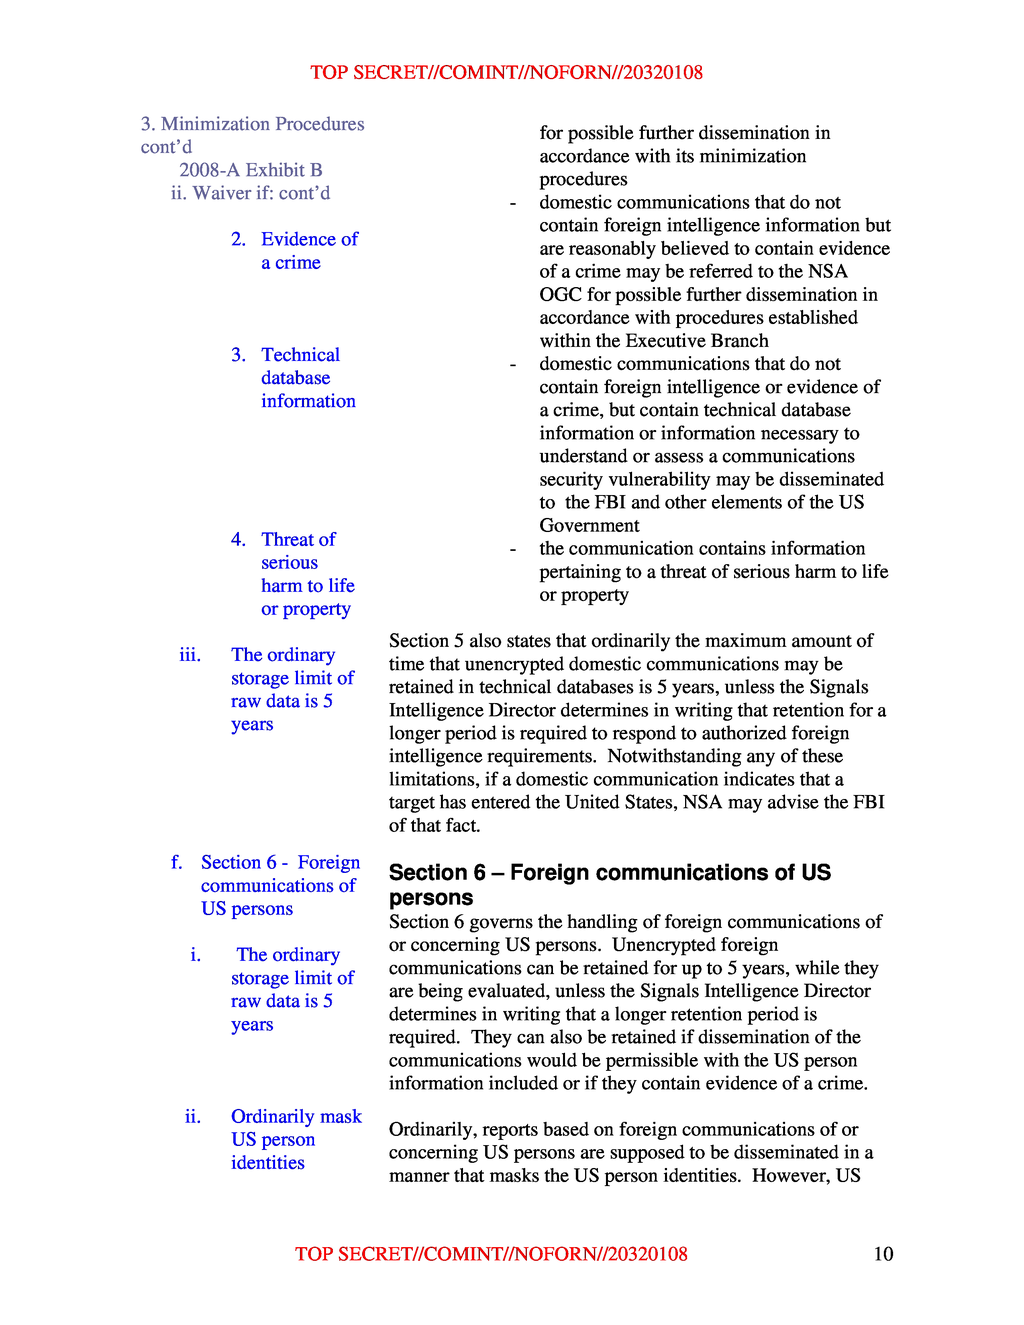 TOP SECRET//COMINT//NOFORN//20320108
3. Minimization Procedures
cont’d
2008-A Exhibit B
ii. Waiver if: cont’d
2. Evidence of
a crime
3. Technical
database
information
4. Threat of
serious
harm to life
or property
iii. The ordinary
storage limit of
raw data is 5
years
f. Section 6 - Foreign
communications of
US persons
i. The ordinary
storage limit of
raw data is 5
years
ii. Ordinarily mask
US person
identities
for possible further dissemination in
accordance with its minimization
procedures
- domestic communications that do not
contain foreign intelligence information but
are reasonably believed to contain evidence
of a crime may be referred to the NSA
OGC for possible further dissemination in
accordance with procedures established
within the Executive Branch
- domestic communications that do not
contain foreign intelligence or evidence of
a crime, but contain technical database
information or information necessary to
understand or assess a communications
security vulnerability may be disseminated
to the FBI and other elements of the US
Government
- the communication contains information
pertaining to a threat of serious harm to life
or property
Section 5 also states that ordinarily the maximum amount of
time that unencrypted domestic communications may be
retained in technical databases is 5 years, unless the Signals
Intelligence Director determines in writing that retention for a
longer period is required to respond to authorized foreign
intelligence requirements. Notwithstanding any of these
limitations, if a domestic communication indicates that a
target has entered the United States, NSA may advise the FBI
of that fact.
Section 6 – Foreign communications of US
persons
Section 6 governs the handling of foreign communications of
or concerning US persons. Unencrypted foreign
communications can be retained for up to 5 years, while they
are being evaluated, unless the Signals Intelligence Director
determines in writing that a longer retention period is
required. They can also be retained if dissemination of the
communications would be permissible with the US person
information included or if they contain evidence of a crime.
Ordinarily, reports based on foreign communications of or
concerning US persons are supposed to be disseminated in a
manner that masks the US person identities. However, US
TOP SECRET//COMINT//NOFORN//20320108
10